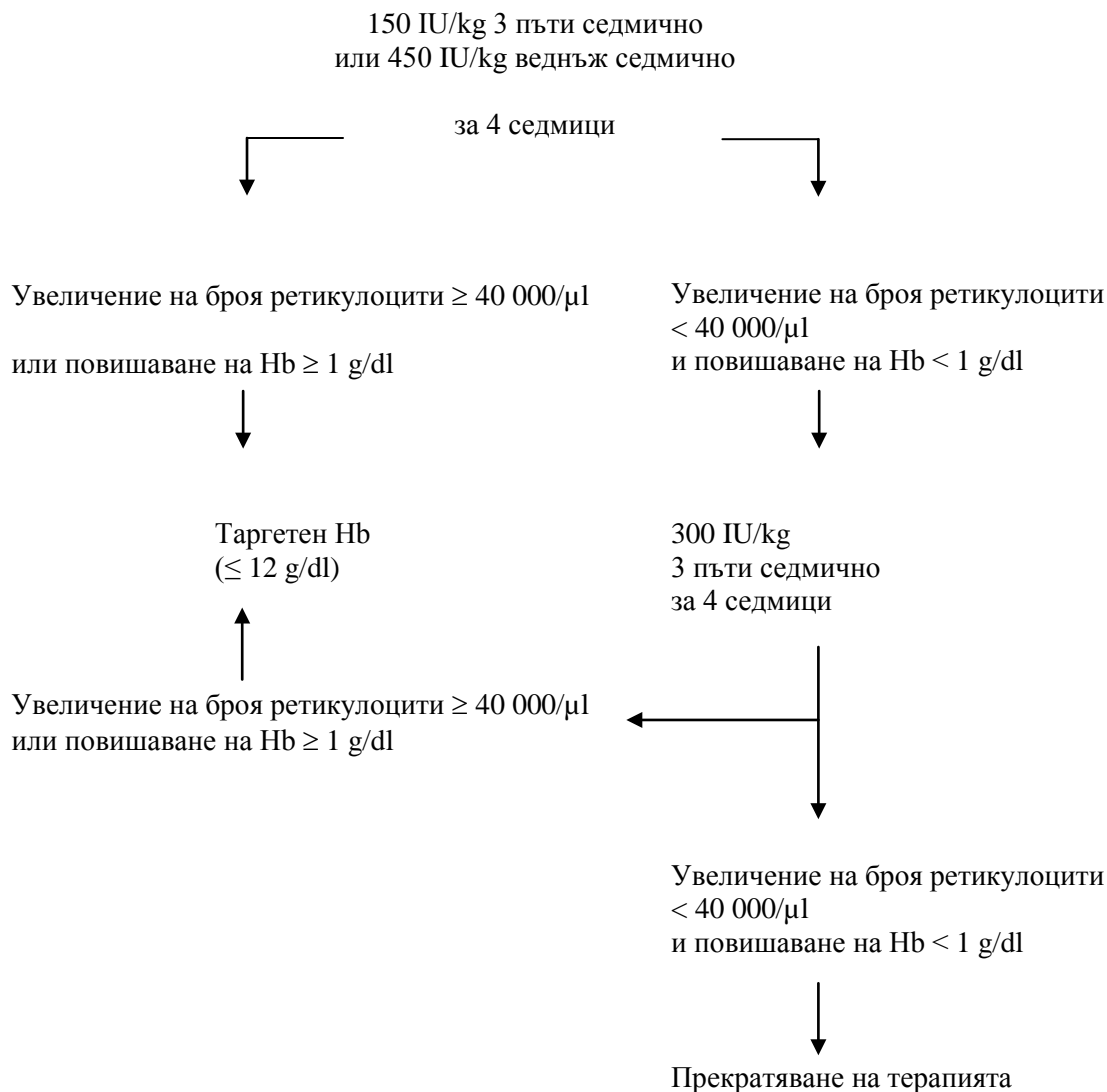 150 IU/kg 3 пъти седмично
или 450 IU/kg веднъж седмично
за 4 седмици
Увеличение на броя ретикулоцити ≥ 40 000/µl
или повишаване на Hb ≥ 1 g/dl
Увеличение на броя ретикулоцити
< 40 000/µl
и повишаване на Hb < 1 g/dl
Таргетен Hb
(≤ 12 g/dl)
300 IU/kg
3 пъти седмично
за 4 седмици
Увеличение на броя ретикулоцити ≥ 40 000/µl
или повишаване на Hb ≥ 1 g/dl
Увеличение на броя ретикулоцити
< 40 000/µl
и повишаване на Hb < 1 g/dl
Прекратяване на терапията